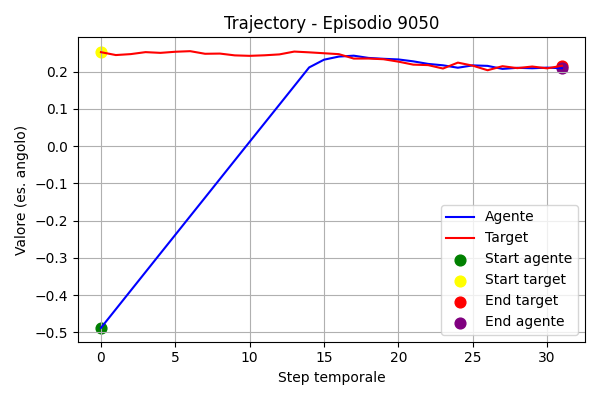 Trajectory - Episodio 9050
Valore (es. angolo)
0.2
0.1
0.0
−0.1
−0.2
−0.3
−0.4
−0.5
0 5 10 15 20 25 30
Step temporale
Agente
Target
Start agente
Start target
End target
End agente